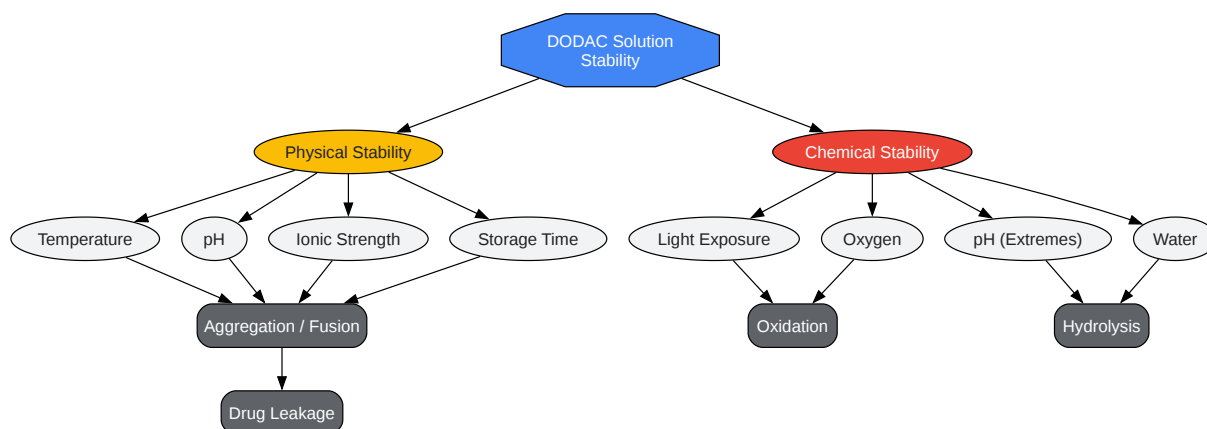 DODAC Solution
Stability
Physical Stability
Chemical Stability
Temperature
pH
Ionic Strength
Storage Time
Light Exposure
Oxygen
pH (Extremes)
Water
Aggregation / Fusion
Oxidation
Hydrolysis
Drug Leakage